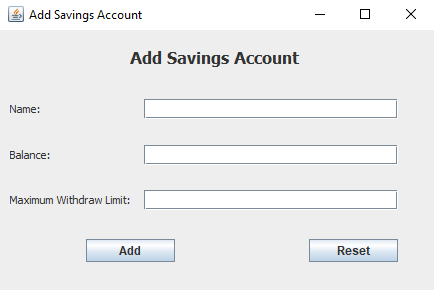 Add Savings Account
Add Savings Account
Name:
Balance:
Maximum Withdraw Limit:
Add Reset